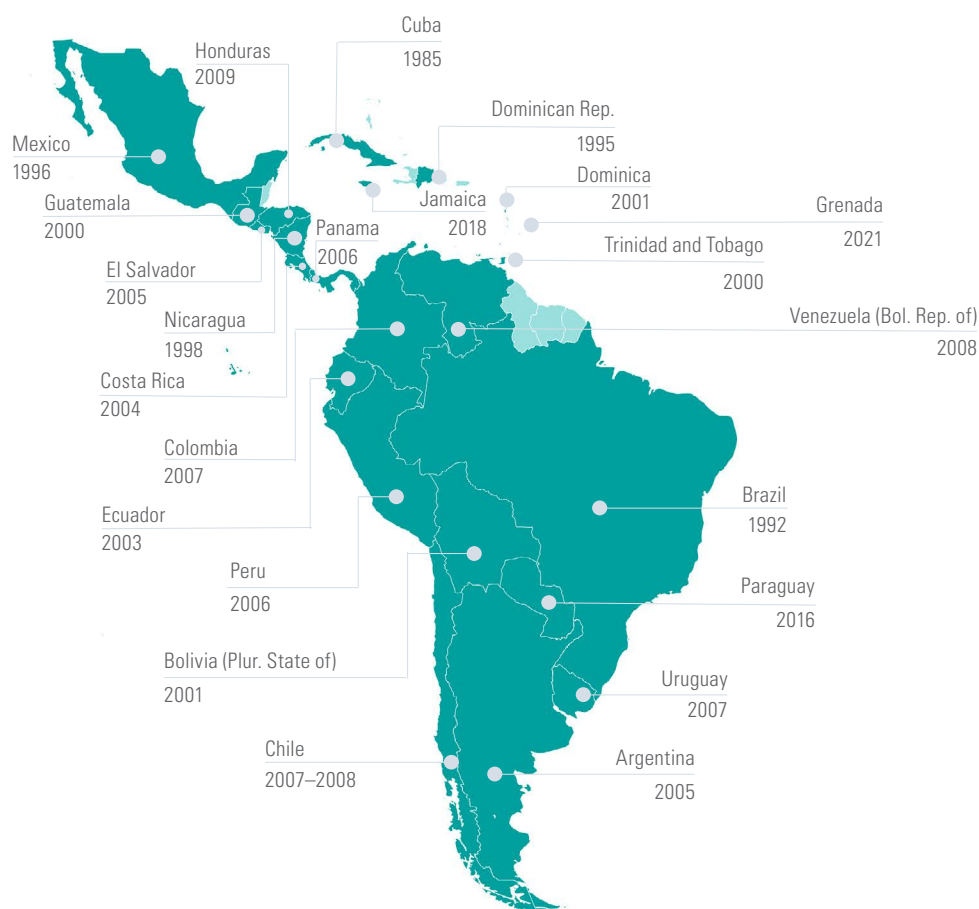 Cuba
1985
Honduras
2009
Dominican Rep.
1995
Mexico
1996
Dominica
2001
Guatemala
2000
Jamaica
2018
Grenada
2021
Panama
2006
Trinidad and Tobago
2000
El Salvador
2005
Nicaragua
1998
Venezuela (Bol. Rep. of)
2008
Costa Rica
2004
Colombia
2007
Brazil
1992
Ecuador
2003
Peru
2006
Paraguay
2016
Bolivia (Plur. State of)
2001
Uruguay
2007
Chile
2007–2008
Argentina
2005